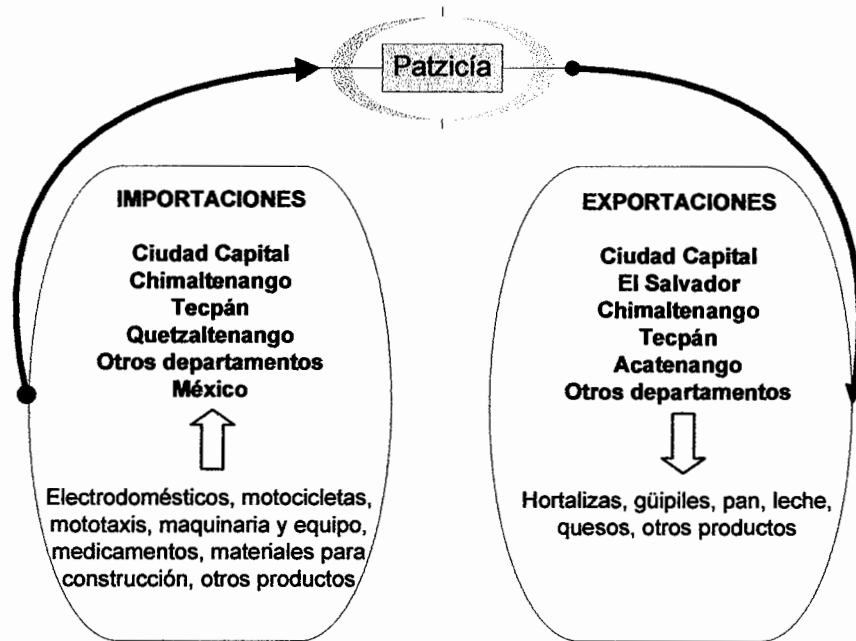 Patzicía
IMPORTACIONES
Ciudad Capital
Chimaltenango
Tecpán
Quetzaltenango
Otros departamentos
México
Electrodomésticos, motocicletas,
mototaxis, maquinaria y equipo,
medicamentos, materiales para
construcción, otros productos
EXPORTACIONES
Ciudad Capital
El Salvador
Chimaltenango
Tecpán
Acatenango
Otros departamentos
Hortalizas, güipiles, pan, leche,
quesos, otros productos